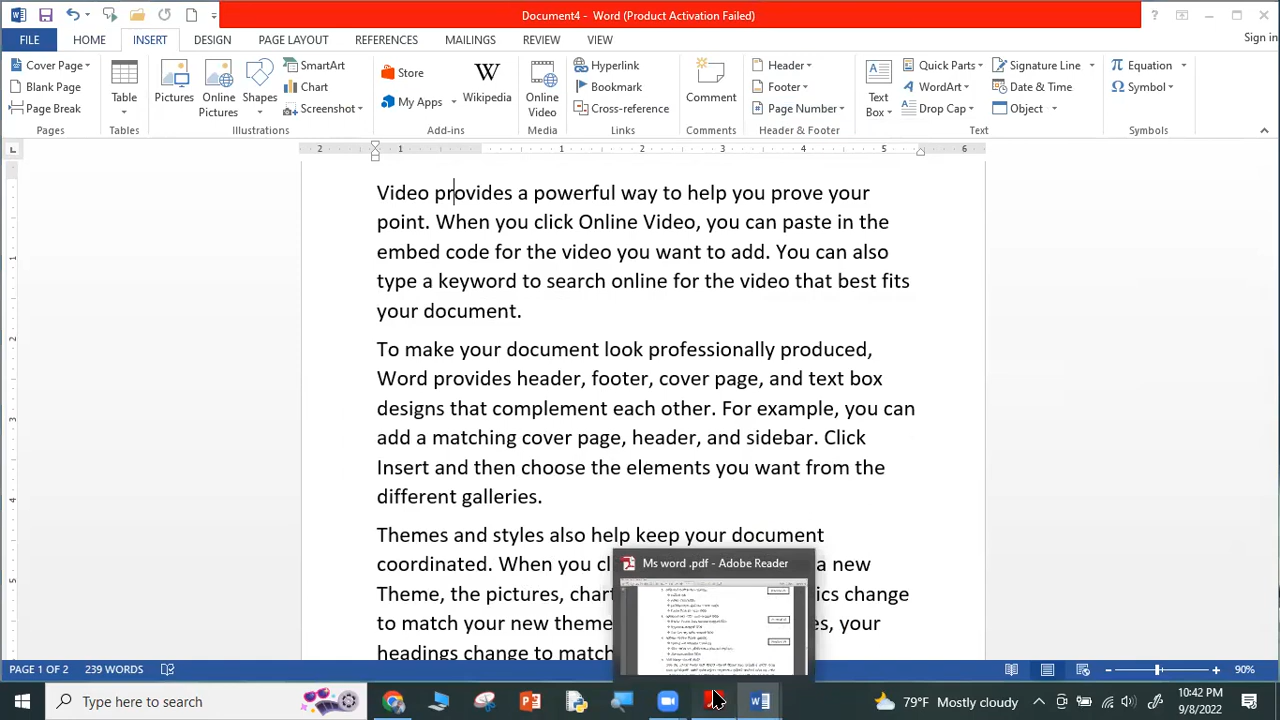 Document4 - Word (Product Activation Failed)
FILE HOME INSERT DESIGN PAGE LAYOUT REFERENCES MAILINGS REVIEW VIEW Sign in
Cover Page
Blank Page
Page Break
Pages
Table
Tables
Pictures
Online Pictures
Shapes
SmartArt
Chart
Screenshot
Illustrations
Store
My Apps
Wikipedia
Add-ins
Online Video
Media
Hyperlink
Bookmark
Cross-reference
Links
Comment
Comments
Header
Footer
Page Number
Header & Footer
Text Box
Quick Parts
WordArt
Drop Cap
Signature Line
Date & Time
Object
Text
Equation
Symbol
Symbols
2 1 1 2 3 4 5 6
Video provides a powerful way to help you prove your
point. When you click Online Video, you can paste in the
embed code for the video you want to add. You can also
type a keyword to search online for the video that best fits
your document.
To make your document look professionally produced,
Word provides header, footer, cover page, and text box
designs that complement each other. For example, you can
add a matching cover page, header, and sidebar. Click
Insert and then choose the elements you want from the
different galleries.
Themes and styles also help keep your document
coordinated. When you cl a new
Theme, the pictures, chart ics change
to match your new theme es, your
headings change to match
Ms word .pdf - Adobe Reader
PAGE 1 OF 2 239 WORDS 90%
Type here to search
79°F Mostly cloudy
10:42 PM
9/8/2022